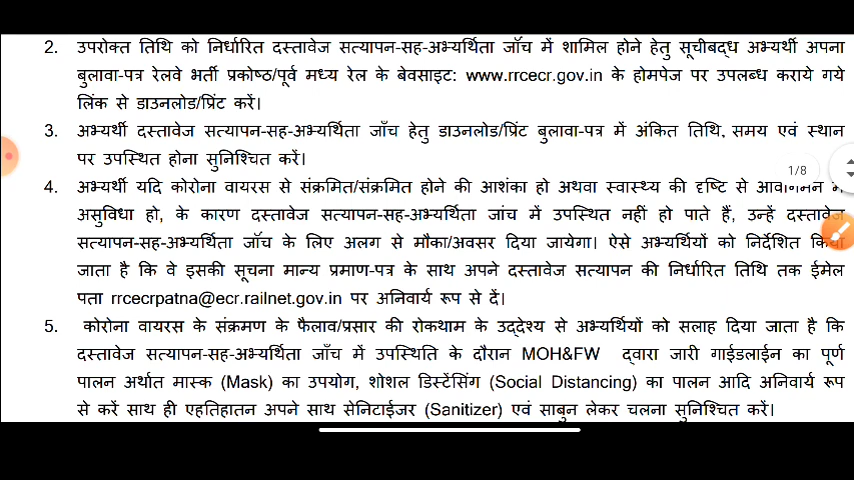 2. उपरोक्त तिथि को निर्धारित दस्तावेज सत्यापन-सह-अभ्यर्थिता जाँच में शामिल होने हेतु सूचीबद्ध अभ्यर्थी अपना
बुलावा-पत्र रेलवे भर्ती प्रकोष्ठ/पूर्व मध्य रेल के बेवसाइट: www.rrcecr.gov.in के होमपेज पर उपलब्ध कराये गये
लिंक से डाउनलोड/प्रिंट करें।
3. अभ्यर्थी दस्तावेज सत्यापन-सह-अभ्यर्थिता जाँच हेतु डाउनलोड/प्रिंट बुलावा-पत्र में अंकित तिथि, समय एवं स्थान
पर उपस्थित होना सुनिश्चित करें।
1/8
4. अभ्यर्थी यदि कोरोना वायरस से संक्रमित/संक्रमित होने की आशंका हो अथवा स्वास्थ्य की दृष्टि से आवागमन में
असुविधा हो, के कारण दस्तावेज सत्यापन-सह-अभ्यर्थिता जांच में उपस्थित नहीं हो पाते हैं, उन्हें दस्तावेज
सत्यापन-सह-अभ्यर्थिता जाँच के लिए अलग से मौका/अवसर दिया जायेगा। ऐसे अभ्यर्थियों को निर्देशित किया
जाता है कि वे इसकी सूचना मान्य प्रमाण-पत्र के साथ अपने दस्तावेज सत्यापन की निर्धारित तिथि तक ईमेल
पता rrcecrpatna@ecr.railnet.gov.in पर अनिवार्य रूप से दें।
5. कोरोना वायरस के संक्रमण के फैलाव/प्रसार की रोकथाम के उद्देश्य से अभ्यर्थियों को सलाह दिया जाता है कि
दस्तावेज सत्यापन-सह-अभ्यर्थिता जाँच में उपस्थिति के दौरान MOH&FW द्वारा जारी गाईडलाईन का पूर्ण
पालन अर्थात मास्क (Mask) का उपयोग, शोशल डिस्टेंसिंग (Social Distancing) का पालन आदि अनिवार्य रूप
से करें साथ ही एहतिहातन अपने साथ सेनिटाईजर (Sanitizer) एवं साबुन लेकर चलना सुनिश्चित करें।